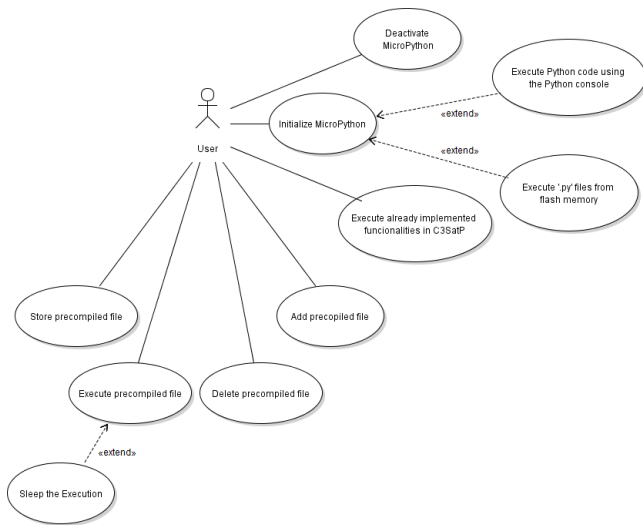 Deactivate
MicroPython
Execute Python code using
the Python console
«extend»
Initialize MicroPython
User
«extend»
Execute '.py' files from
flash memory
Execute already implemented
funcionalities in C3SatP
Store precompiled file
Add precopiled file
Execute precompiled file
Delete precompiled file
«extend»
Sleep the Execution